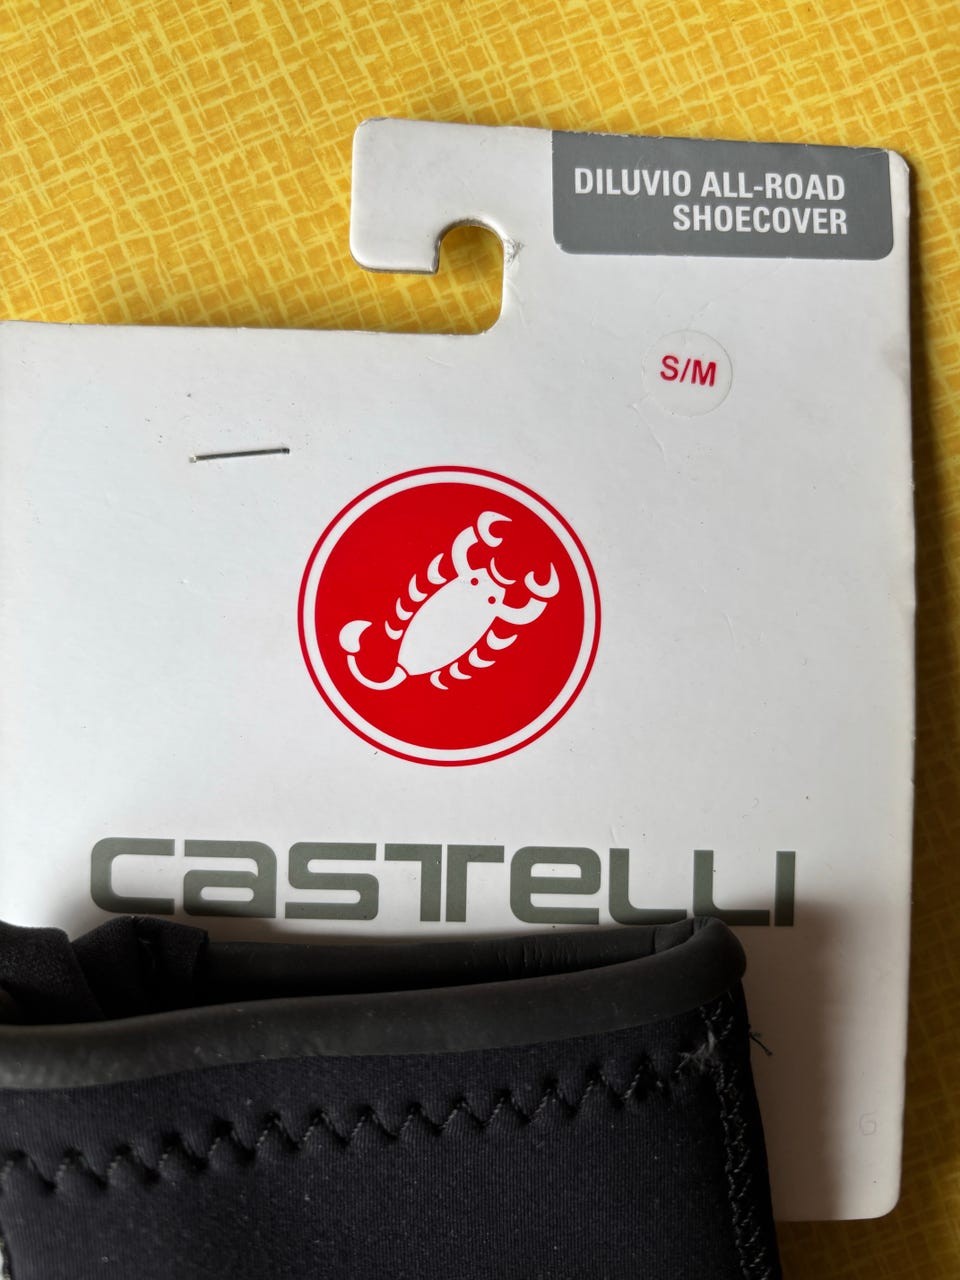 DILUVIO ALL-ROAD
SHOECOVER
S/M
CASTELLI
G